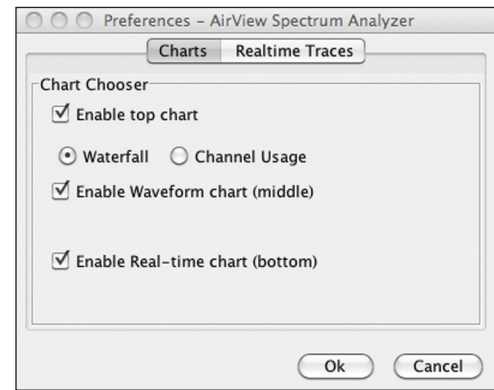 Preferences – AirView Spectrum Analyzer
Charts Realtime Traces
Chart Chooser
Enable top chart
Waterfall Channel Usage
Enable Waveform chart (middle)
Enable Real-time chart (bottom)
Ok Cancel